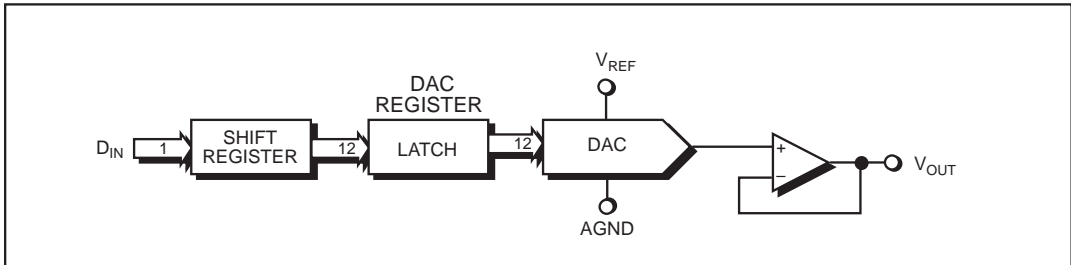 V_REF
DAC
REGISTER
D_IN
1
SHIFT
REGISTER
12
LATCH
12
DAC
+
−
V_OUT
AGND